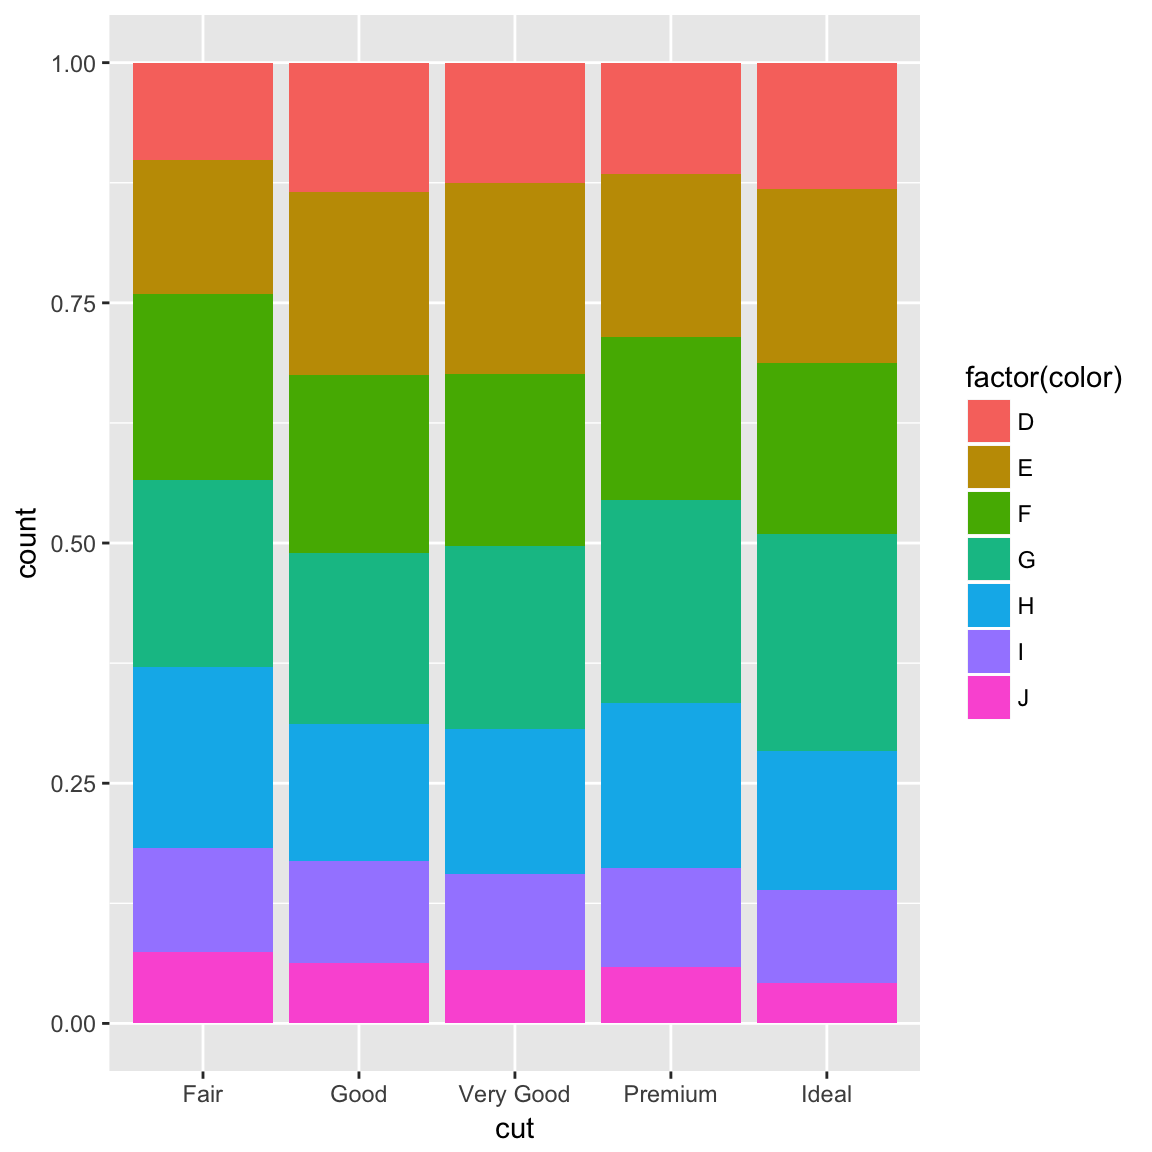 1.00
0.75
0.50
0.25
0.00
count
Fair
Good
Very Good
Premium
Ideal
cut
factor(color)
D
E
F
G
H
I
J